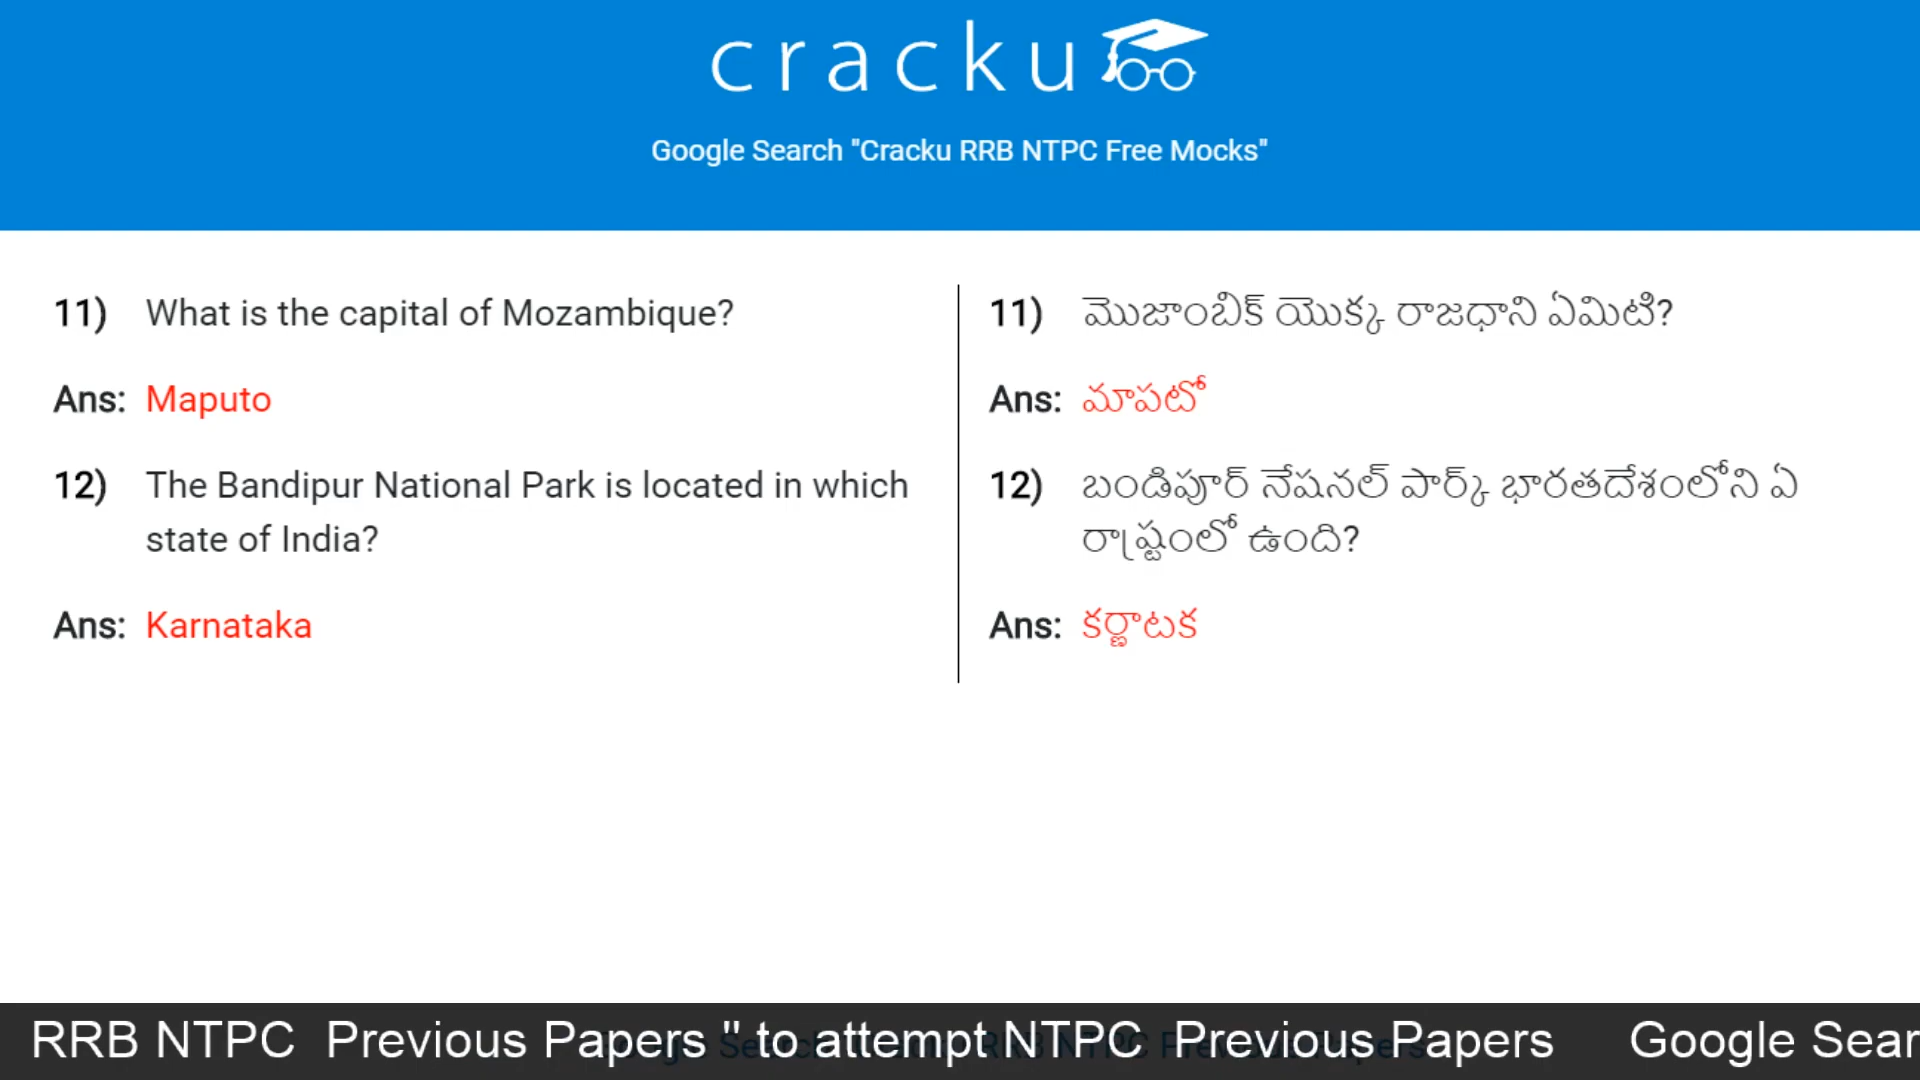 cracku
Google Search "Cracku RRB NTPC Free Mocks"
11) What is the capital of Mozambique?
Ans: Maputo
12) The Bandipur National Park is located in which
state of India?
Ans: Karnataka
11) మొజాంబిక్ యొక్క రాజధాని ఏమిటి?
Ans: మాపటో
12) బండిపూర్ నేషనల్ పార్క్ భారతదేశంలోని ఏ
రాష్ట్రంలో ఉంది?
Ans: కర్ణాటక
RRB NTPC Previous Papers " to attempt NTPC Previous Papers Google Sear